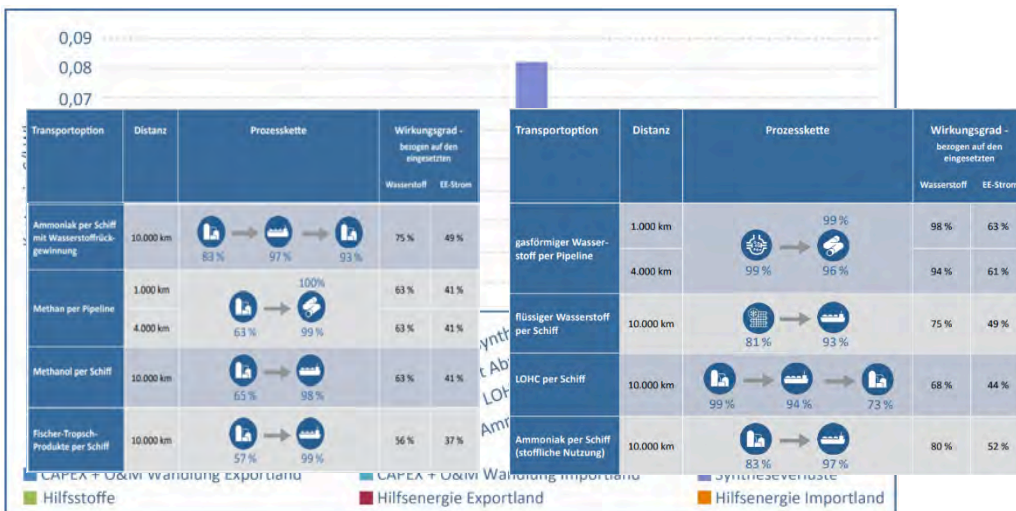 0,09
0,08
0,07
Transportoption Distanz Prozesskette Wirkungsgrad -
bezogen auf den
eingesetzten
Wasserstoff EE-Strom
Ammoniak per Schiff
mit Wasserstoffrück-
gewinnung
10.000 km
83 % 97 % 93 %
75 % 49 %
Methan per Pipeline
1.000 km
100%
63 % 41 %
4.000 km
63 % 99 %
63 % 41 %
Methanol per Schiff
10.000 km
65 % 98 %
63 % 41 %
Fischer-Tropsch-
Produkte per Schiff
10.000 km
57 % 99 %
56 % 37 %
Transportoption Distanz Prozesskette Wirkungsgrad -
bezogen auf den
eingesetzten
Wasserstoff EE-Strom
gasförmiger Wasser-
stoff per Pipeline
1.000 km
99 %
98 % 63 %
4.000 km
99 % 96 %
94 % 61 %
flüssiger Wasserstoff
per Schiff
10.000 km
81 % 93 %
75 % 49 %
LOHC per Schiff
10.000 km
99 % 94 % 73 %
68 % 44 %
Ammoniak per Schiff
(stoffliche Nutzung)
10.000 km
83 % 97 %
80 % 52 %
CAPEX + O&M Wandlung Exportland CAPEX + O&M Wandlung Importland Syntheseverluste
Hilfsstoffe Hilfsenergie Exportland Hilfsenergie Importland